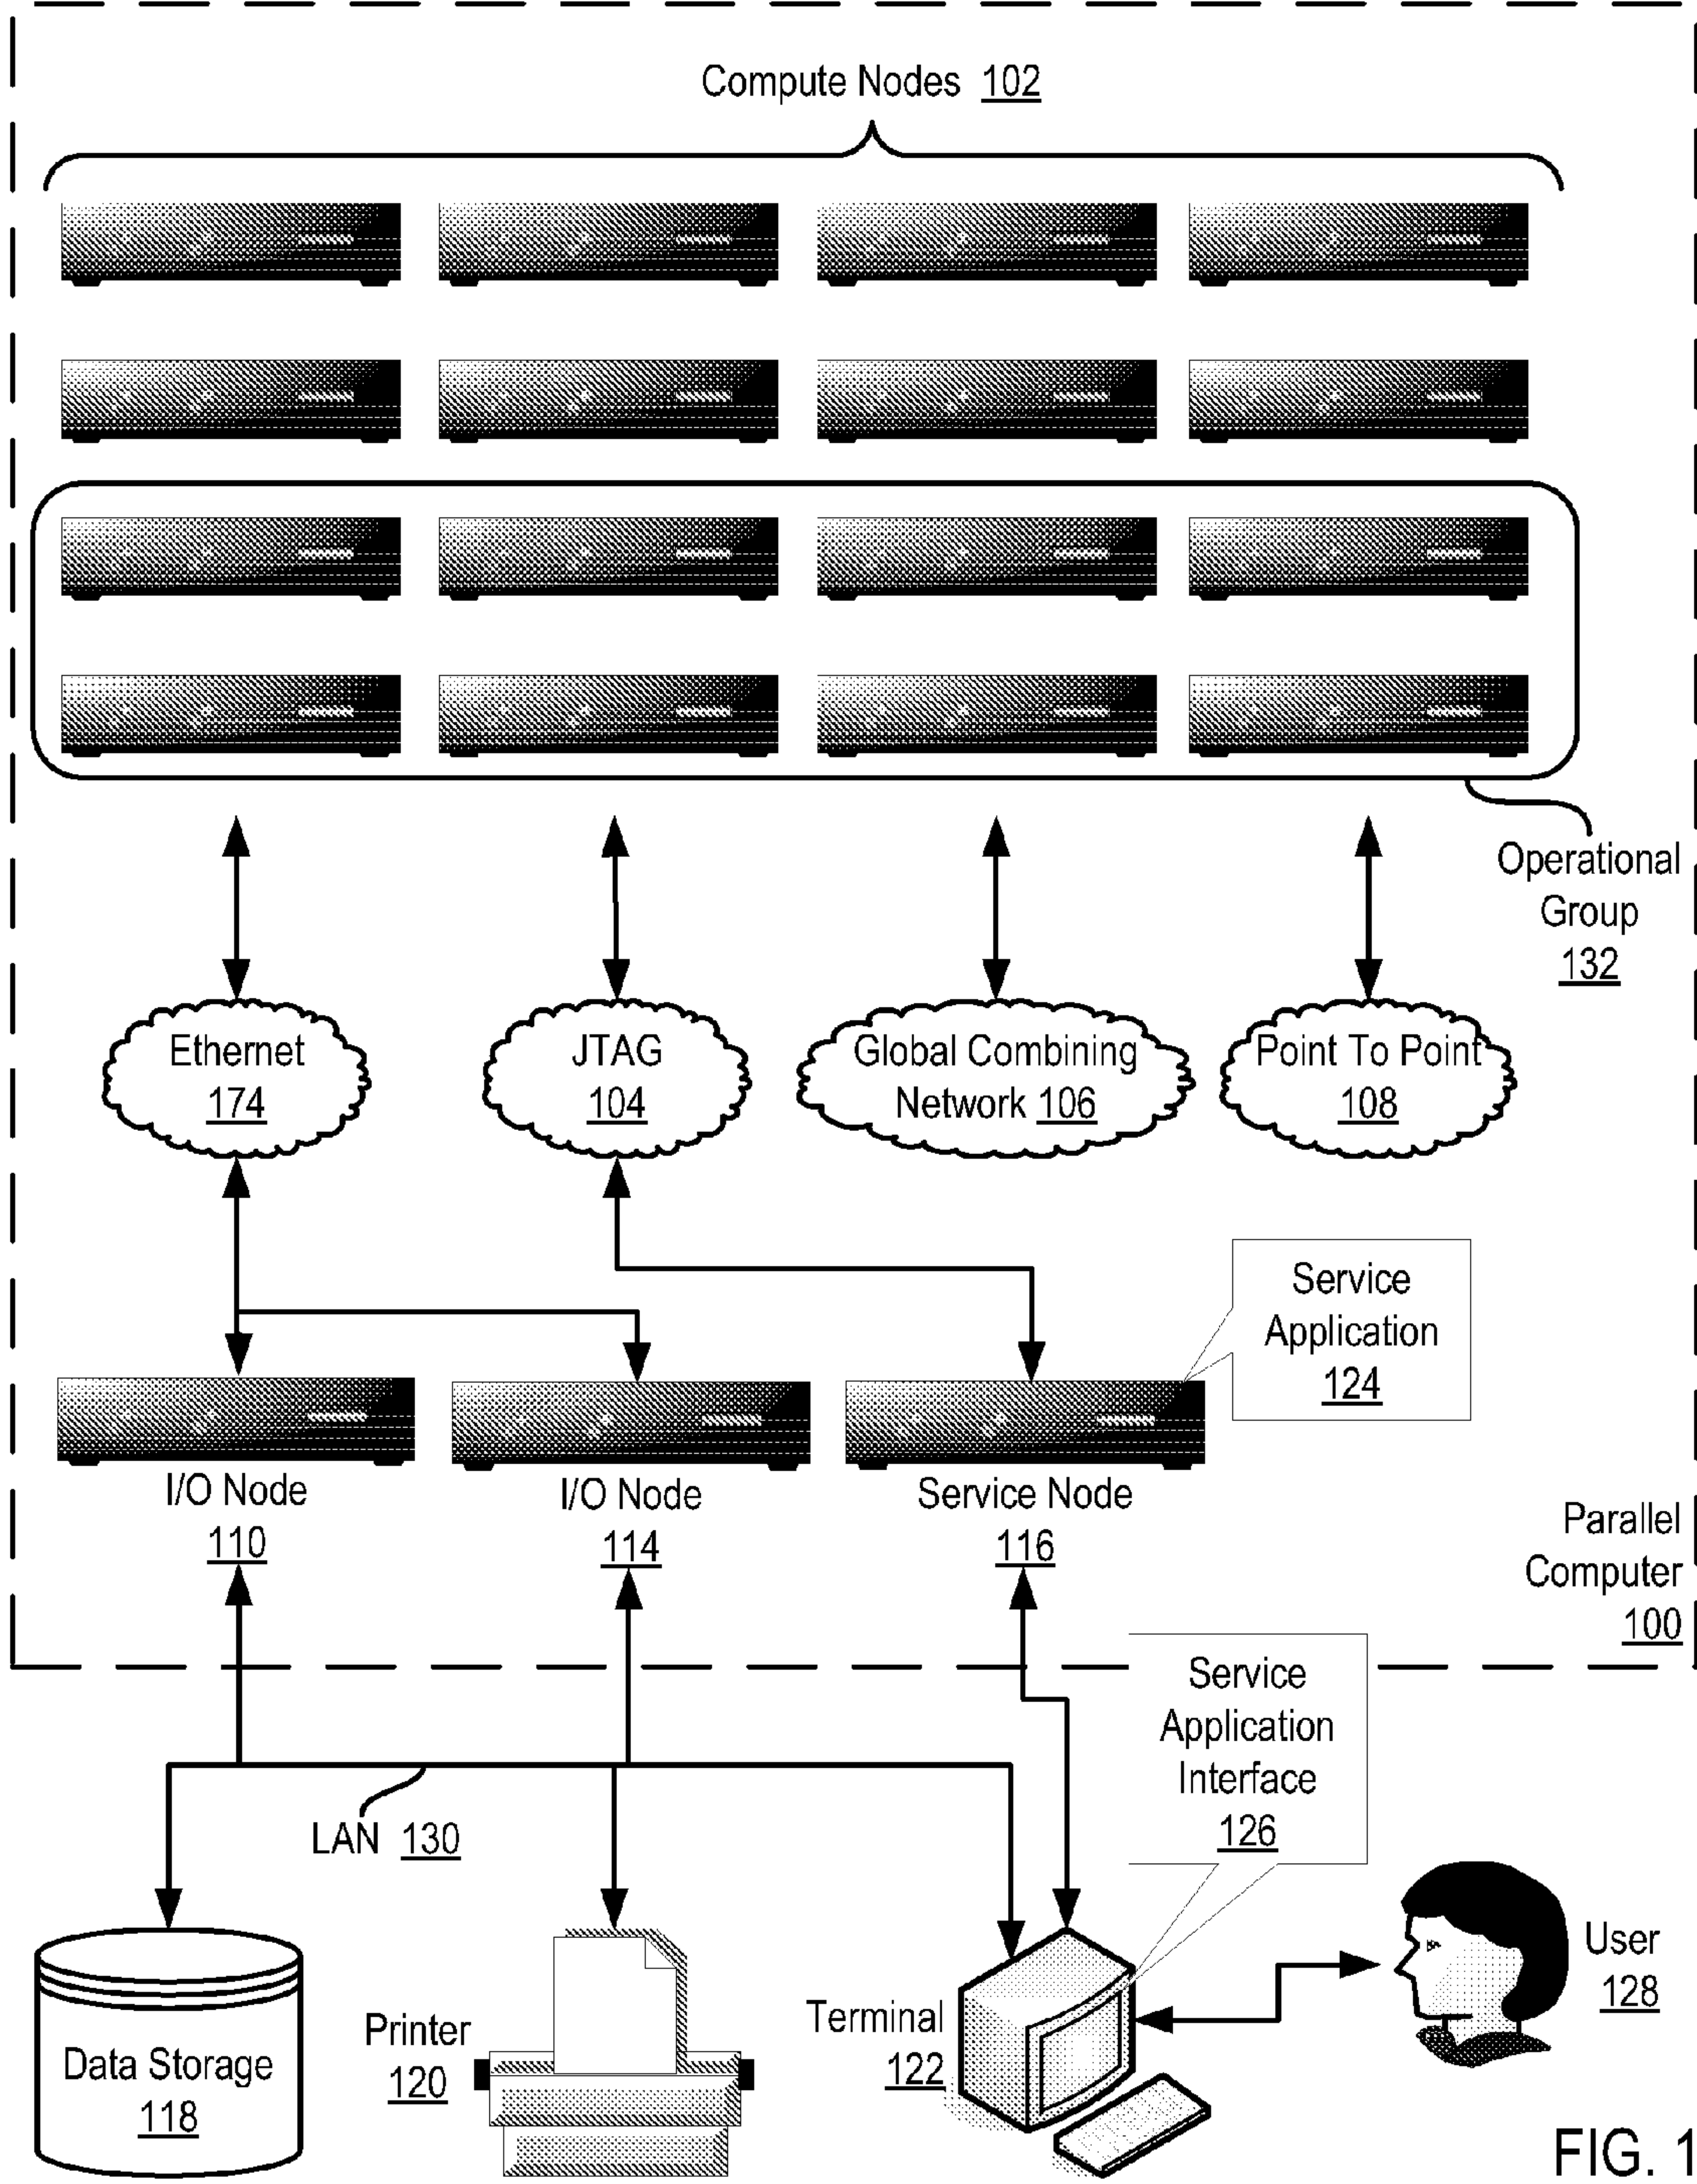 Compute Nodes 102
Operational
Group
132
Ethernet
174
JTAG
104
Global Combining
Network 106
Point To Point
108
Service
Application
124
I/O Node
110
I/O Node
114
Service Node
116
Parallel
Computer
100
Service
Application
Interface
126
LAN 130
Data Storage
118
Printer
120
Terminal
122
User
128
FIG. 1